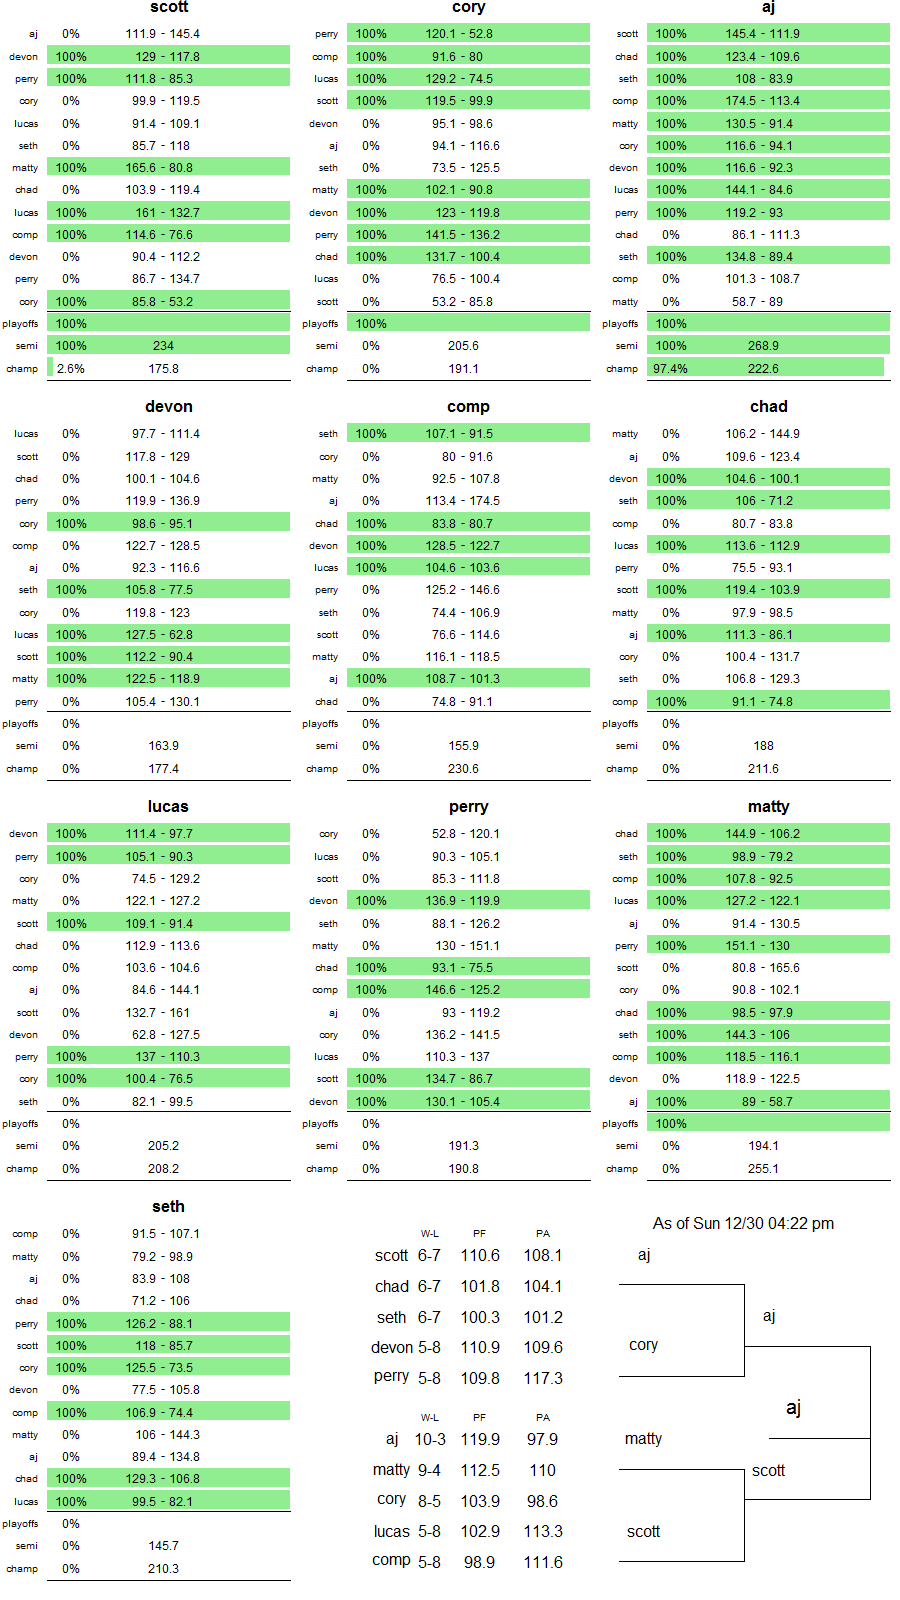 scott
aj 0% 111.9 - 145.4
devon 100% 129 - 117.8
perry 100% 111.8 - 85.3
cory 0% 99.9 - 119.5
lucas 0% 91.4 - 109.1
seth 0% 85.7 - 118
matty 100% 165.6 - 80.8
chad 0% 103.9 - 119.4
lucas 100% 161 - 132.7
comp 100% 114.6 - 76.6
devon 0% 90.4 - 112.2
perry 0% 86.7 - 134.7
cory 100% 85.8 - 53.2
playoffs 100%
semi 100% 234
champ 2.6% 175.8
cory
perry 100% 120.1 - 52.8
comp 100% 91.6 - 80
lucas 100% 129.2 - 74.5
scott 100% 119.5 - 99.9
devon 0% 95.1 - 98.6
aj 0% 94.1 - 116.6
seth 0% 73.5 - 125.5
matty 100% 102.1 - 90.8
devon 100% 123 - 119.8
perry 100% 141.5 - 136.2
chad 100% 131.7 - 100.4
lucas 0% 76.5 - 100.4
scott 0% 53.2 - 85.8
playoffs 100%
semi 0% 205.6
champ 0% 191.1
aj
scott 100% 145.4 - 111.9
chad 100% 123.4 - 109.6
seth 100% 108 - 83.9
comp 100% 174.5 - 113.4
matty 100% 130.5 - 91.4
cory 100% 116.6 - 94.1
devon 100% 116.6 - 92.3
lucas 100% 144.1 - 84.6
perry 100% 119.2 - 93
chad 0% 86.1 - 111.3
seth 100% 134.8 - 89.4
comp 0% 101.3 - 108.7
matty 0% 58.7 - 89
playoffs 100%
semi 100% 268.9
champ 97.4% 222.6
devon
lucas 0% 97.7 - 111.4
scott 0% 117.8 - 129
chad 0% 100.1 - 104.6
perry 0% 119.9 - 136.9
cory 100% 98.6 - 95.1
comp 0% 122.7 - 128.5
aj 0% 92.3 - 116.6
seth 100% 105.8 - 77.5
cory 0% 119.8 - 123
lucas 100% 127.5 - 62.8
scott 100% 112.2 - 90.4
matty 100% 122.5 - 118.9
perry 0% 105.4 - 130.1
playoffs 0%
semi 0% 163.9
champ 0% 177.4
comp
seth 100% 107.1 - 91.5
cory 0% 80 - 91.6
matty 0% 92.5 - 107.8
aj 0% 113.4 - 174.5
chad 100% 83.8 - 80.7
devon 100% 128.5 - 122.7
lucas 100% 104.6 - 103.6
perry 0% 125.2 - 146.6
seth 0% 74.4 - 106.9
scott 0% 76.6 - 114.6
matty 0% 116.1 - 118.5
aj 100% 108.7 - 101.3
chad 0% 74.8 - 91.1
playoffs 0%
semi 0% 155.9
champ 0% 230.6
chad
matty 0% 106.2 - 144.9
aj 0% 109.6 - 123.4
devon 100% 104.6 - 100.1
seth 100% 106 - 71.2
comp 0% 80.7 - 83.8
lucas 100% 113.6 - 112.9
perry 0% 75.5 - 93.1
scott 100% 119.4 - 103.9
matty 0% 97.9 - 98.5
aj 100% 111.3 - 86.1
cory 0% 100.4 - 131.7
seth 0% 106.8 - 129.3
comp 100% 91.1 - 74.8
playoffs 0%
semi 0% 188
champ 0% 211.6
lucas
devon 100% 111.4 - 97.7
perry 100% 105.1 - 90.3
cory 0% 74.5 - 129.2
matty 0% 122.1 - 127.2
scott 100% 109.1 - 91.4
chad 0% 112.9 - 113.6
comp 0% 103.6 - 104.6
aj 0% 84.6 - 144.1
scott 0% 132.7 - 161
devon 0% 62.8 - 127.5
perry 100% 137 - 110.3
cory 100% 100.4 - 76.5
seth 0% 82.1 - 99.5
playoffs 0%
semi 0% 205.2
champ 0% 208.2
perry
cory 0% 52.8 - 120.1
lucas 0% 90.3 - 105.1
scott 0% 85.3 - 111.8
devon 100% 136.9 - 119.9
seth 0% 88.1 - 126.2
matty 0% 130 - 151.1
chad 100% 93.1 - 75.5
comp 100% 146.6 - 125.2
aj 0% 93 - 119.2
cory 0% 136.2 - 141.5
lucas 0% 110.3 - 137
scott 100% 134.7 - 86.7
devon 100% 130.1 - 105.4
playoffs 0%
semi 0% 191.3
champ 0% 190.8
matty
chad 100% 144.9 - 106.2
seth 100% 98.9 - 79.2
comp 100% 107.8 - 92.5
lucas 100% 127.2 - 122.1
aj 0% 91.4 - 130.5
perry 100% 151.1 - 130
scott 0% 80.8 - 165.6
cory 0% 90.8 - 102.1
chad 100% 98.5 - 97.9
seth 100% 144.3 - 106
comp 100% 118.5 - 116.1
devon 0% 118.9 - 122.5
aj 100% 89 - 58.7
playoffs 100%
semi 0% 194.1
champ 0% 255.1
seth
comp 0% 91.5 - 107.1
matty 0% 79.2 - 98.9
aj 0% 83.9 - 108
chad 0% 71.2 - 106
perry 100% 126.2 - 88.1
scott 100% 118 - 85.7
cory 100% 125.5 - 73.5
devon 0% 77.5 - 105.8
comp 100% 106.9 - 74.4
matty 0% 106 - 144.3
aj 0% 89.4 - 134.8
chad 100% 129.3 - 106.8
lucas 100% 99.5 - 82.1
playoffs 0%
semi 0% 145.7
champ 0% 210.3
W-L PF PA
scott 6-7 110.6 108.1
chad 6-7 101.8 104.1
seth 6-7 100.3 101.2
devon 5-8 110.9 109.6
perry 5-8 109.8 117.3
W-L PF PA
aj 10-3 119.9 97.9
matty 9-4 112.5 110
cory 8-5 103.9 98.6
lucas 5-8 102.9 113.3
comp 5-8 98.9 111.6
As of Sun 12/30 04:22 pm
aj
aj
cory
aj
matty
scott
scott